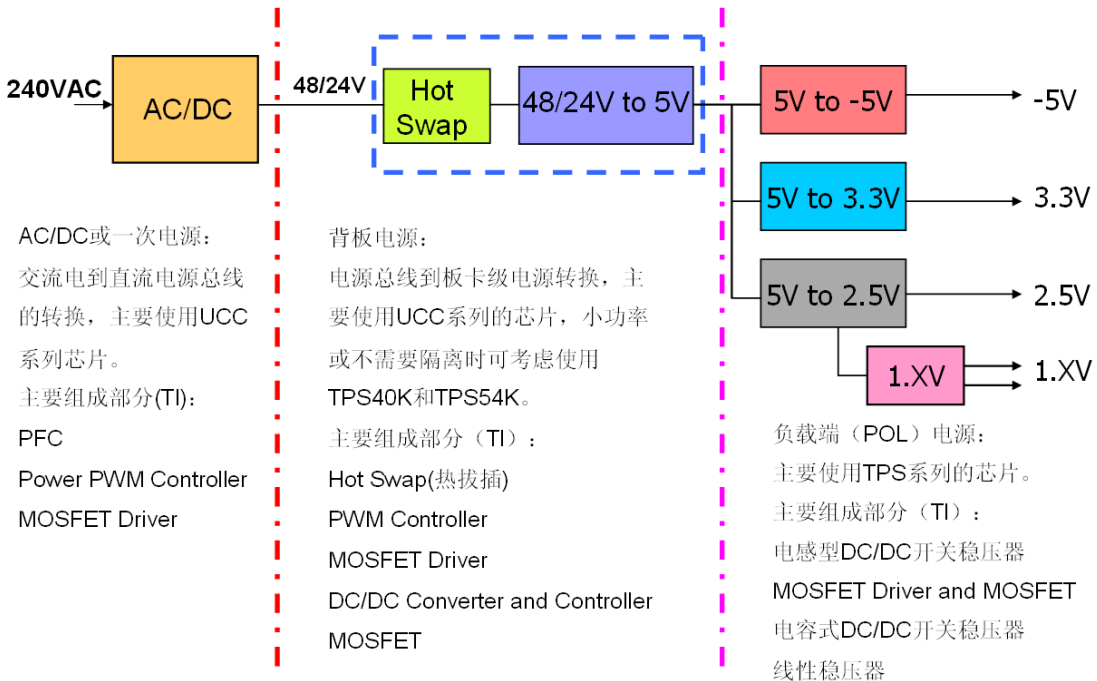 240VAC
AC/DC
48/24V
Hot
Swap
48/24V to 5V
5V to -5V
-5V
5V to 3.3V
3.3V
5V to 2.5V
2.5V
1.XV
1.XV
AC/DC或一次电源：
交流电到直流电源总线
的转换，主要使用UCC
系列芯片。
主要组成部分(TI)：
PFC
Power PWM Controller
MOSFET Driver
背板电源：
电源总线到板卡级电源转换，主
要使用UCC系列的芯片，小功率
或不需要隔离时可考虑使用
TPS40K和TPS54K。
主要组成部分（TI）：
Hot Swap(热拔插)
PWM Controller
MOSFET Driver
DC/DC Converter and Controller
MOSFET
负载端（POL）电源：
主要使用TPS系列的芯片。
主要组成部分（TI）：
电感型DC/DC开关稳压器
MOSFET Driver and MOSFET
电容式DC/DC开关稳压器
线性稳压器